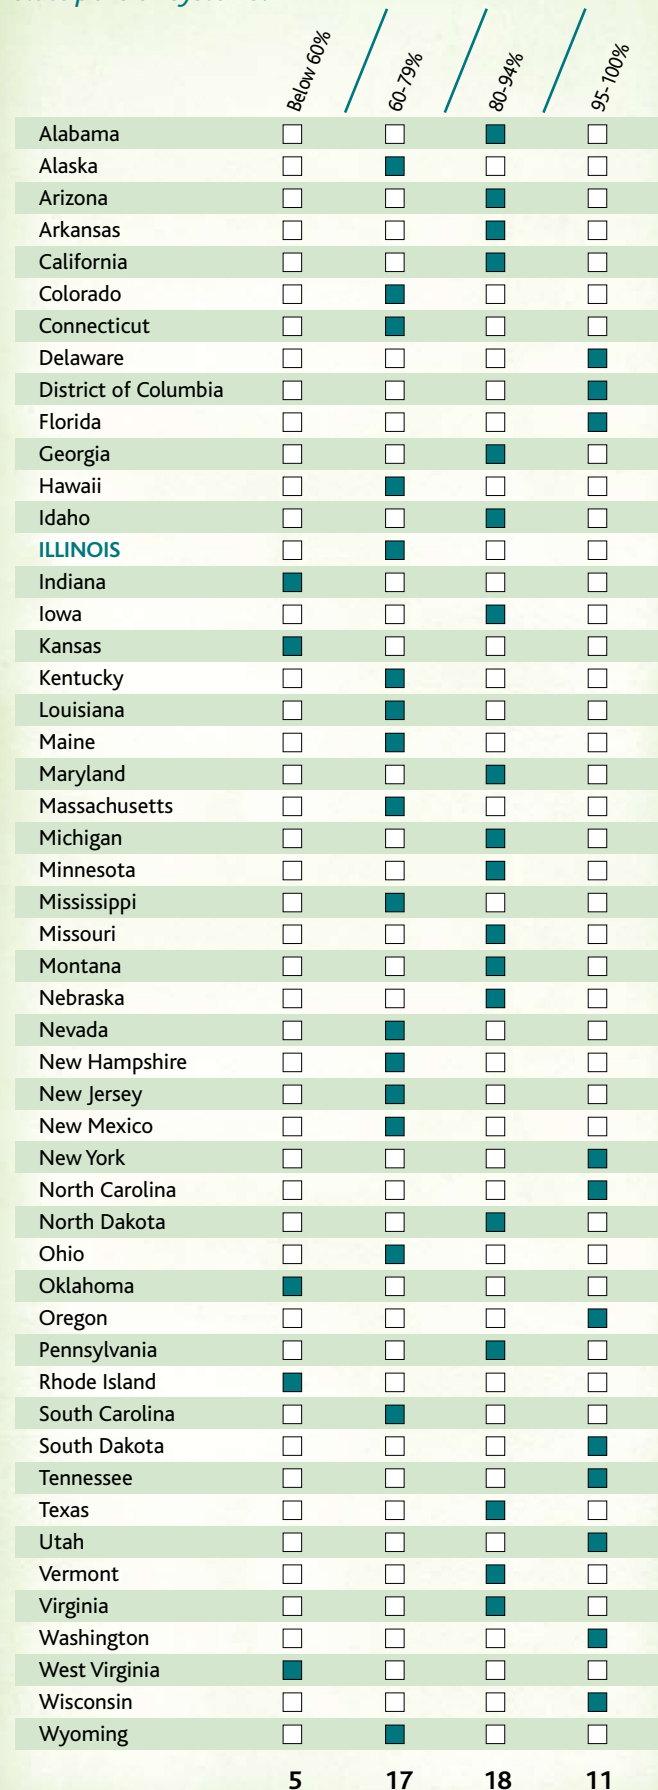 Below 60%
60-79%
80-94%
95-100%
Alabama
Alaska
Arizona
Arkansas
California
Colorado
Connecticut
Delaware
District of Columbia
Florida
Georgia
Hawaii
Idaho
ILLINOIS
Indiana
Iowa
Kansas
Kentucky
Louisiana
Maine
Maryland
Massachusetts
Michigan
Minnesota
Mississippi
Missouri
Montana
Nebraska
Nevada
New Hampshire
New Jersey
New Mexico
New York
North Carolina
North Dakota
Ohio
Oklahoma
Oregon
Pennsylvania
Rhode Island
South Carolina
South Dakota
Tennessee
Texas
Utah
Vermont
Virginia
Washington
West Virginia
Wisconsin
Wyoming
5 17 18 11